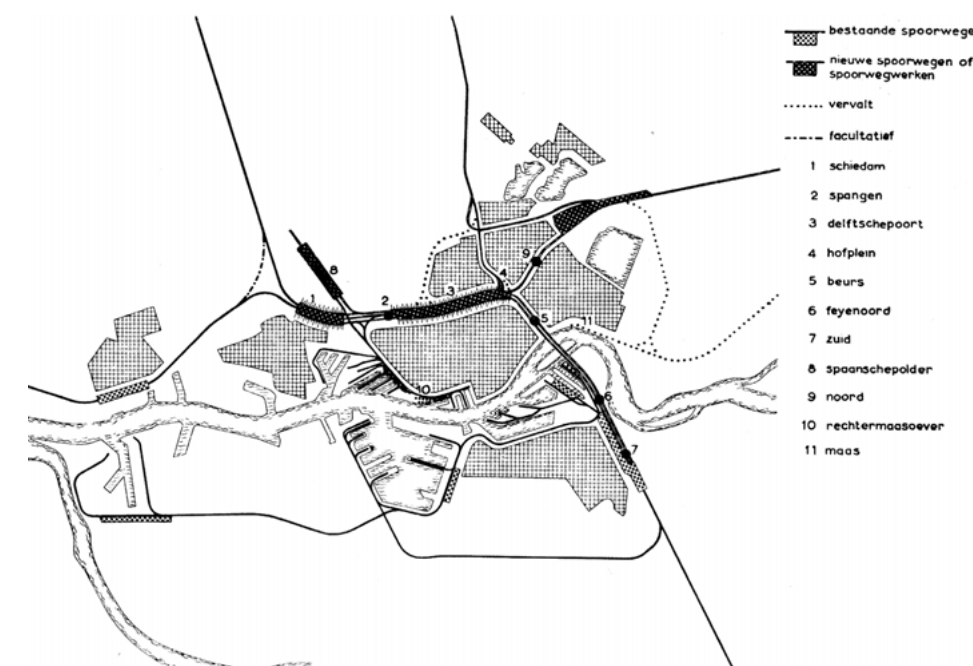 bestaande spoorwege
nieuwe spoorwegen of
spoorwegwerken
vervalt
facultatief
1 schiedam
2 spangen
3 delftschepoort
4 hofplein
5 beurs
6 feyenoord
7 zuid
8 spaanschepolder
9 noord
10 rechtermaasoever
11 maas
8
1
2
3
4
9
5
11
10
6
7